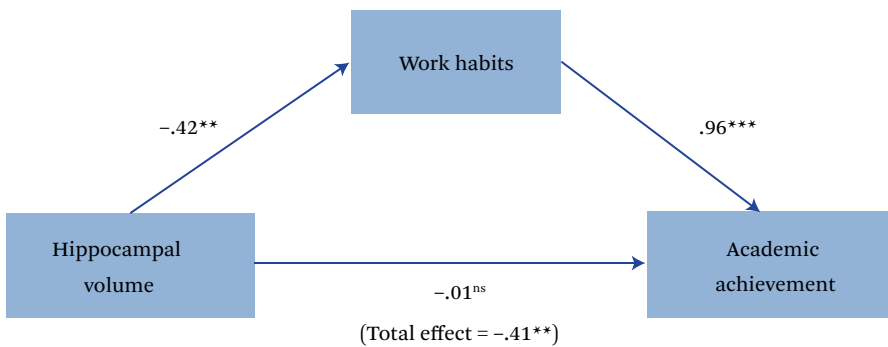 Work habits
–.42**
.96***
Hippocampal
volume
Academic
achievement
–.01ns
(Total effect = –.41**)